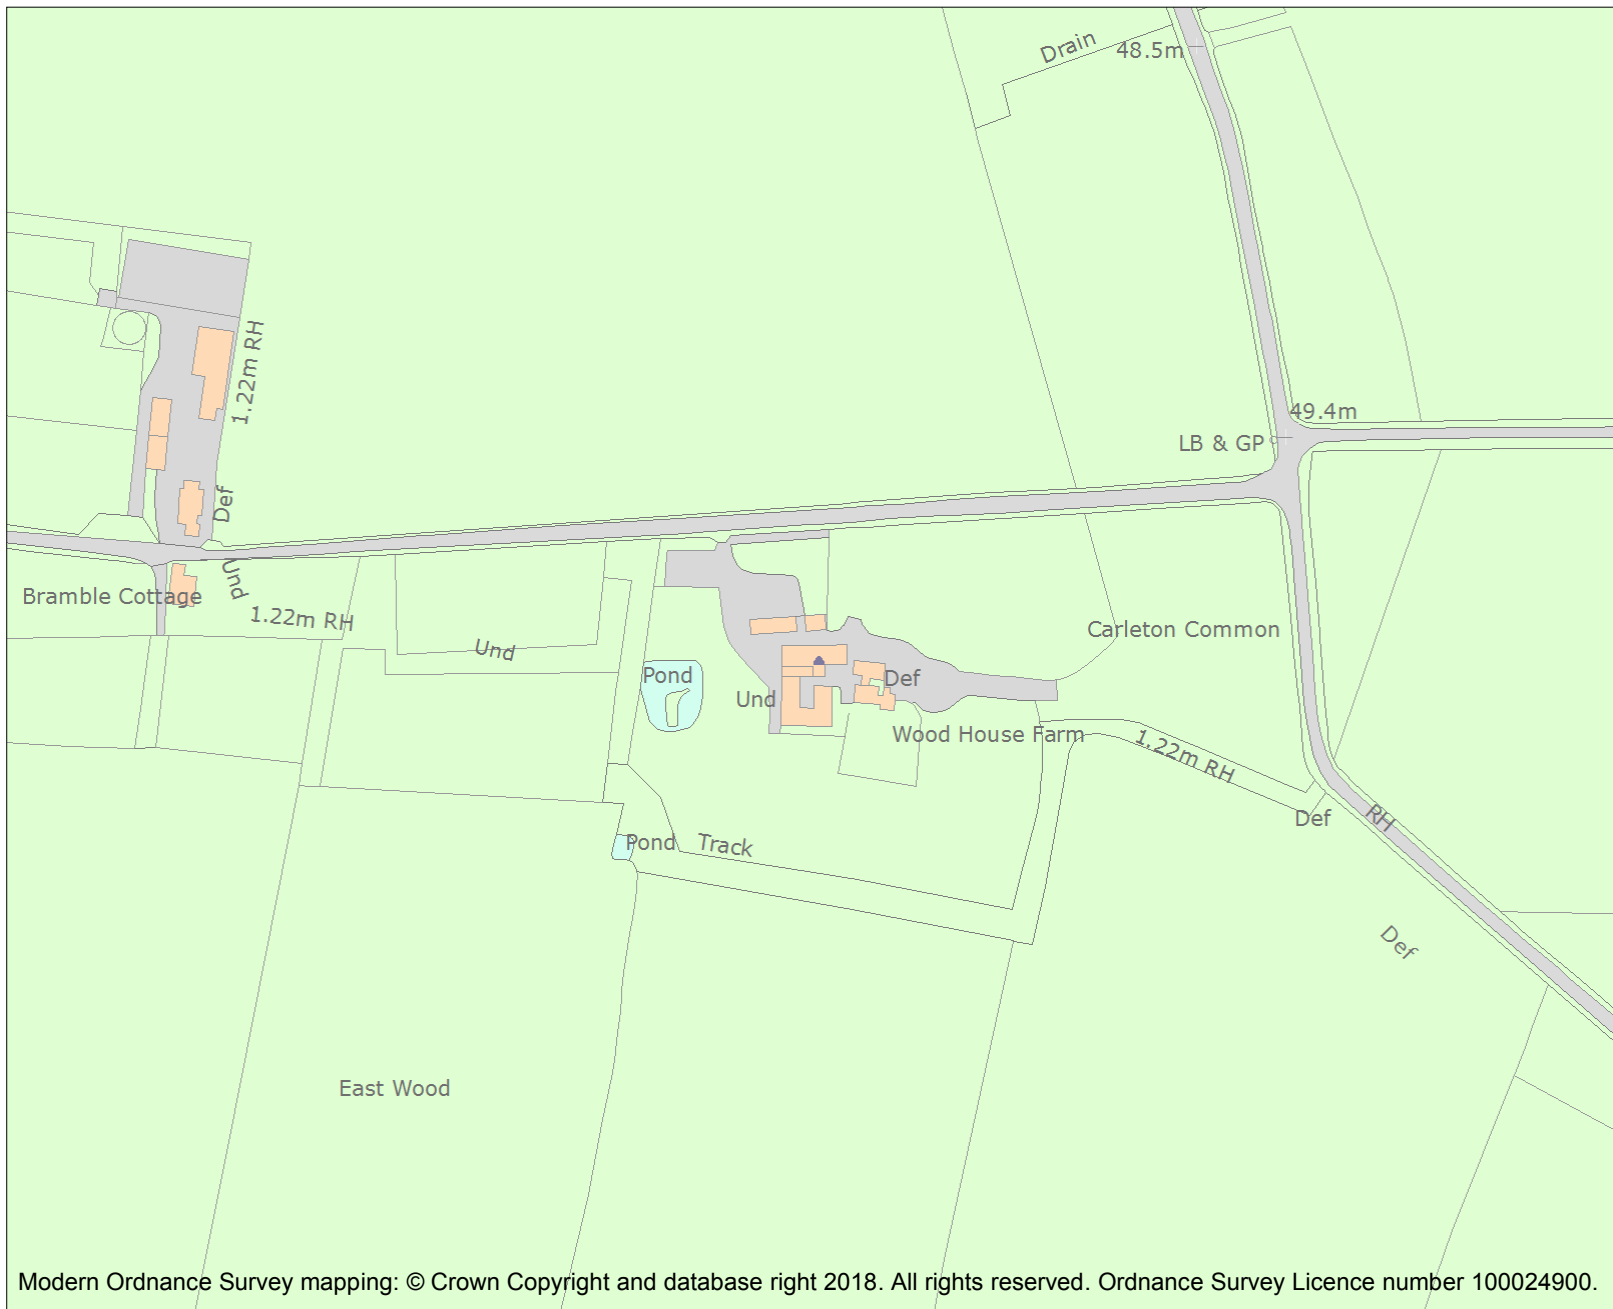 Drain
48.5m
1.22m RH
49.4m
LB & GP
Def
Und
Bramble Cottage
1.22m RH
Carleton Common
Und
Pond
Def
Und
Wood House Farm
1.22m RH
Def
RH
Pond
Track
Def
East Wood
Modern Ordnance Survey mapping: © Crown Copyright and database right 2018. All rights reserved. Ordnance Survey Licence number 100024900.